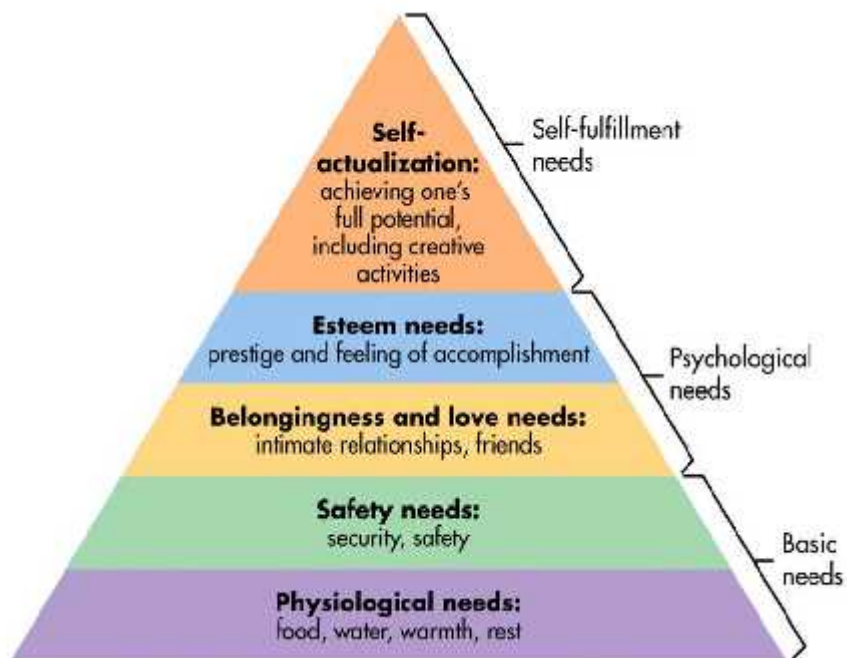 Self-
actualization:
achieving one's
full potential,
including creative
activities
Self-fulfillment
needs
Esteem needs:
prestige and feeling of accomplishment
Psychological
needs
Belongingness and love needs:
intimate relationships, friends
Safety needs:
security, safety
Basic
needs
Physiological needs:
food, water, warmth, rest